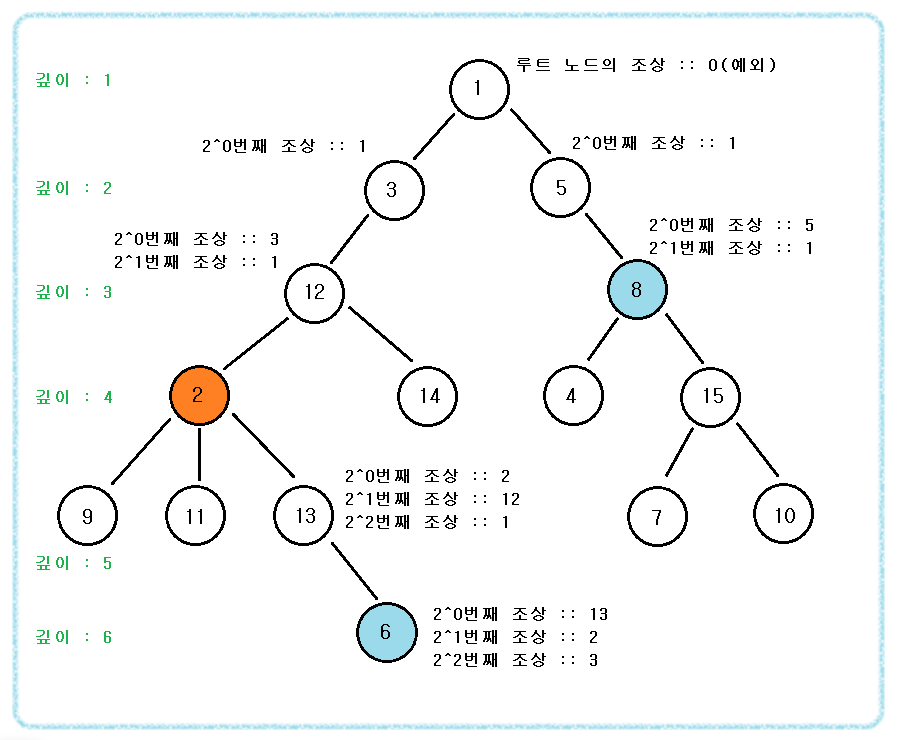 루트 노드의 조상 :: 0(예외)
깊이 : 1
1
2^0번째 조상 :: 1
2^0번째 조상 :: 1
깊이 : 2
3
5
2^0번째 조상 :: 3
2^1번째 조상 :: 1
2^0번째 조상 :: 5
2^1번째 조상 :: 1
깊이 : 3
12
8
깊이 : 4
2
14
4
15
2^0번째 조상 :: 2
2^1번째 조상 :: 12
2^2번째 조상 :: 1
9
11
13
7
10
깊이 : 5
깊이 : 6
6
2^0번째 조상 :: 13
2^1번째 조상 :: 2
2^2번째 조상 :: 3